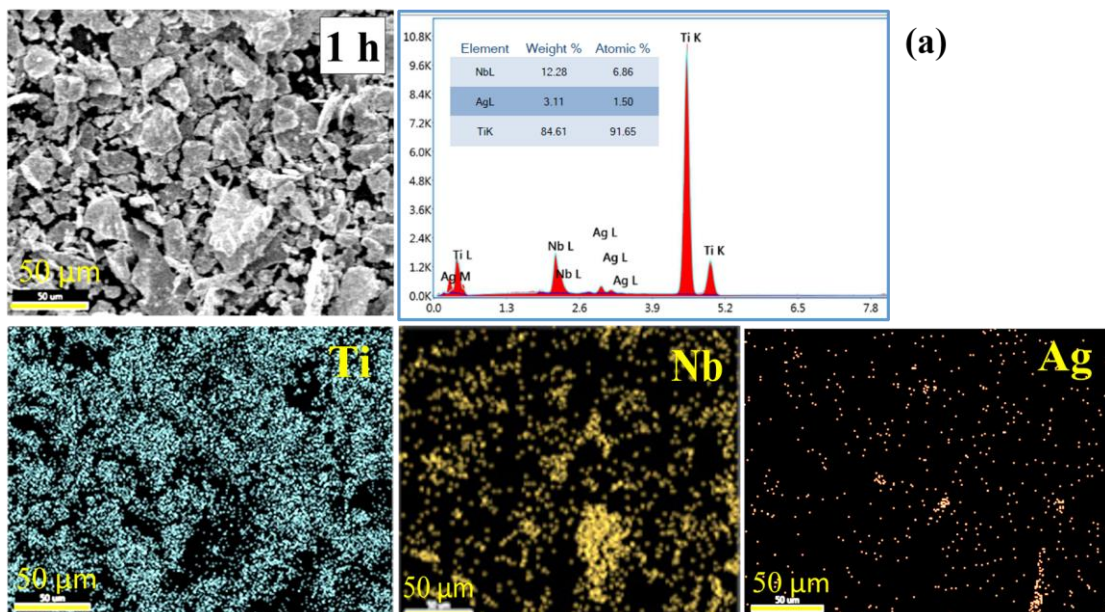 1 h
50 μm
50 um
(a)
Element Weight % Atomic %
NbL 12.28 6.86
AgL 3.11 1.50
TiK 84.61 91.65
10.8K
9.6K
8.4K
7.2K
6.0K
4.8K
3.6K
2.4K
1.2K
0.0K
Ti K
Ag L
Nb L
Ag L
Ti K
Ti L
Nb L
Ag L
Ag M
0.0 1.3 2.6 3.9 5.2 6.5 7.8
Ti
50 μm
Nb
50 μm
Ag
50 μm
50 um